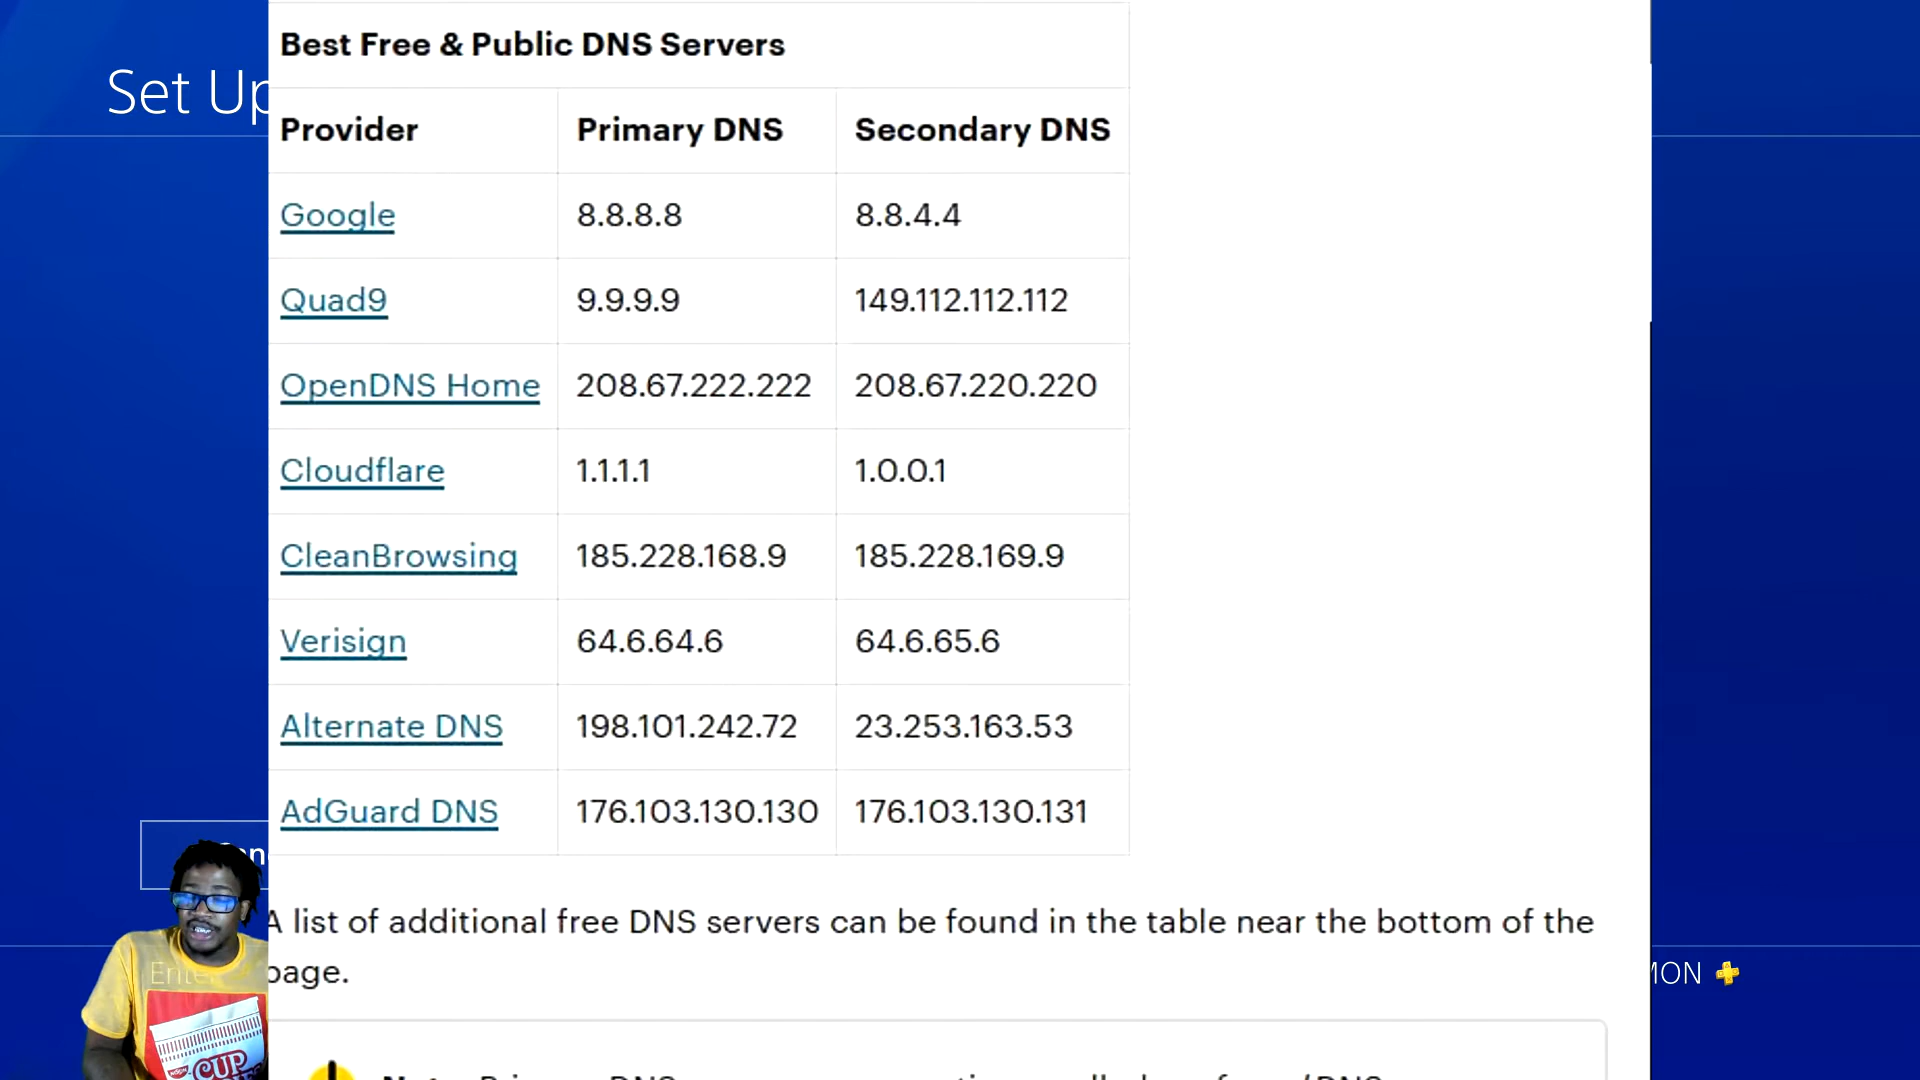 Best Free & Public DNS Servers
Set Up
Provider Primary DNS Secondary DNS
Google 8.8.8.8 8.8.4.4
Quad9 9.9.9.9 149.112.112.112
OpenDNS Home 208.67.222.222 208.67.220.220
Cloudflare 1.1.1.1 1.0.0.1
CleanBrowsing 185.228.168.9 185.228.169.9
Verisign 64.6.64.6 64.6.65.6
Alternate DNS 198.101.242.72 23.253.163.53
AdGuard DNS 176.103.130.130 176.103.130.131
A list of additional free DNS servers can be found in the table near the bottom of the
page.
Ente
MON
CUP